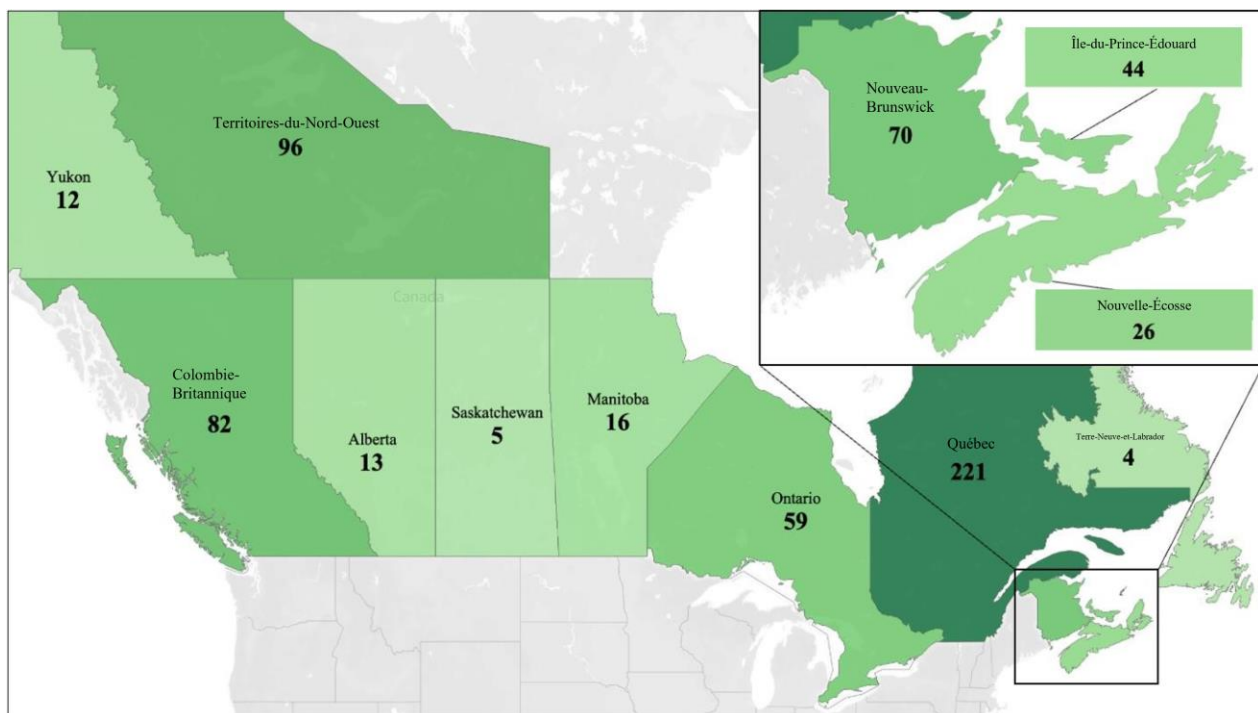 Territoires-du-Nord-Ouest
96
Yukon
12
Canada
Colombie-
Britannique
82
Alberta
13
Saskatchewan
5
Manitoba
16
Ontario
59
Québec
221
Terre-Neuve-et-Labrador
4
Nouveau-
Brunswick
70
Île-du-Prince-Édouard
44
Nouvelle-Écosse
26